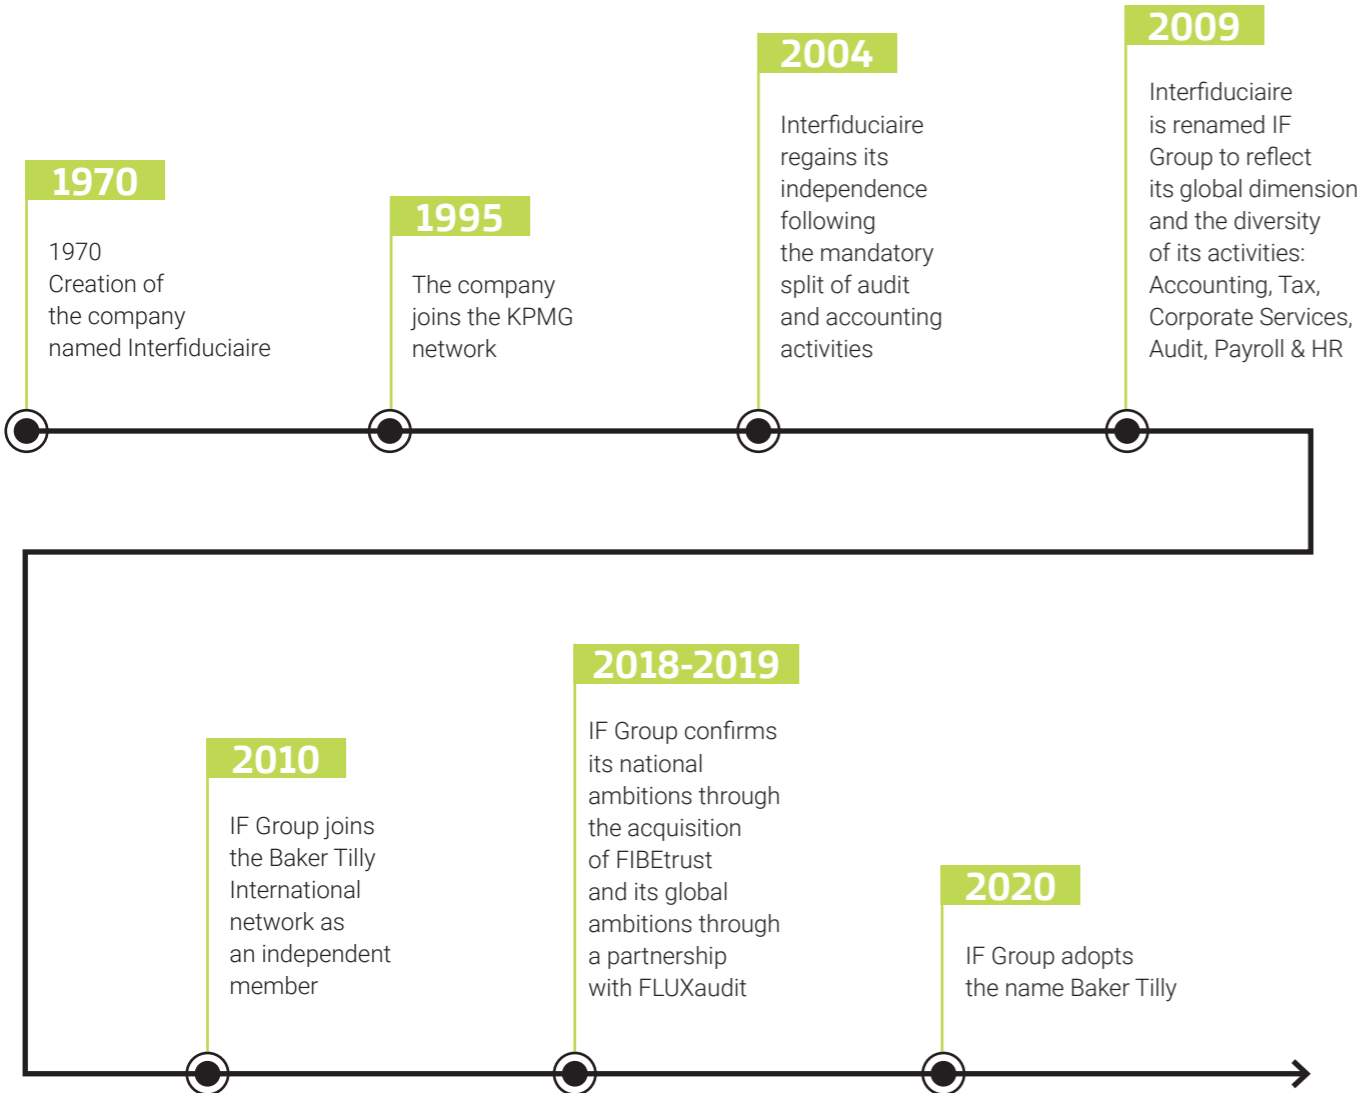 1970
1970
Creation of
the company
named Interfiduciaire
1995
The company
joins the KPMG
network
2004
Interfiduciaire
regains its
independence
following
the mandatory
split of audit
and accounting
activities
2009
Interfiduciaire
is renamed IF
Group to reflect
its global dimension
and the diversity
of its activities:
Accounting, Tax,
Corporate Services,
Audit, Payroll & HR
2010
IF Group joins
the Baker Tilly
International
network as
an independent
member
2018-2019
IF Group confirms
its national
ambitions through
the acquisition
of FIBEtrust
and its global
ambitions through
a partnership
with FLUXaudit
2020
IF Group adopts
the name Baker Tilly